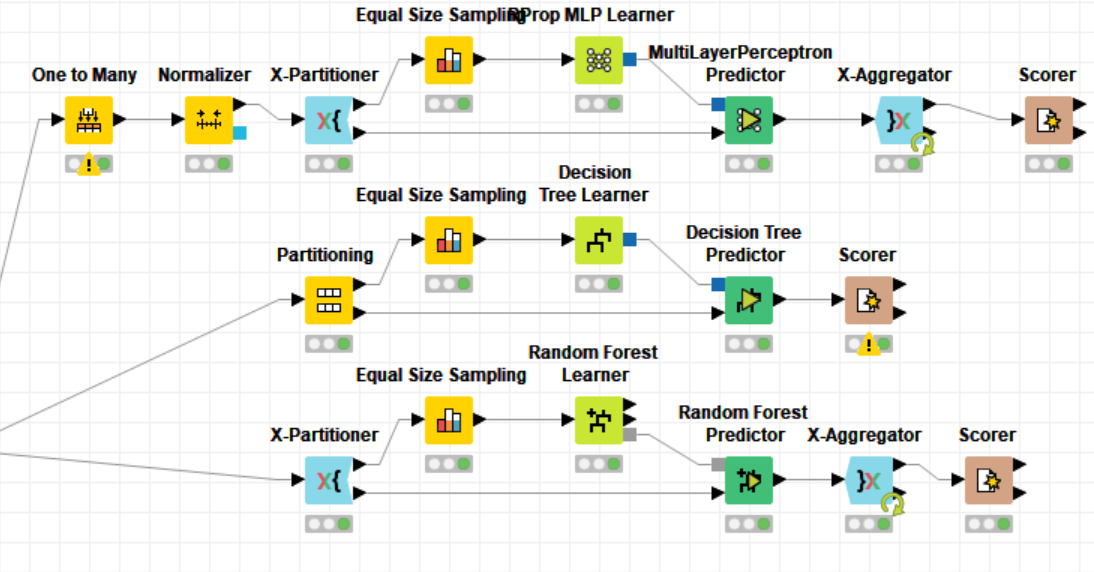 Equal Size Sampling
RProp MLP Learner
One to Many
Normalizer
X-Partitioner
MultiLayerPerceptron
Predictor
X-Aggregator
Scorer
Equal Size Sampling
Decision
Tree Learner
Partitioning
Decision Tree
Predictor
Scorer
Equal Size Sampling
Random Forest
Learner
X-Partitioner
Random Forest
Predictor
X-Aggregator
Scorer